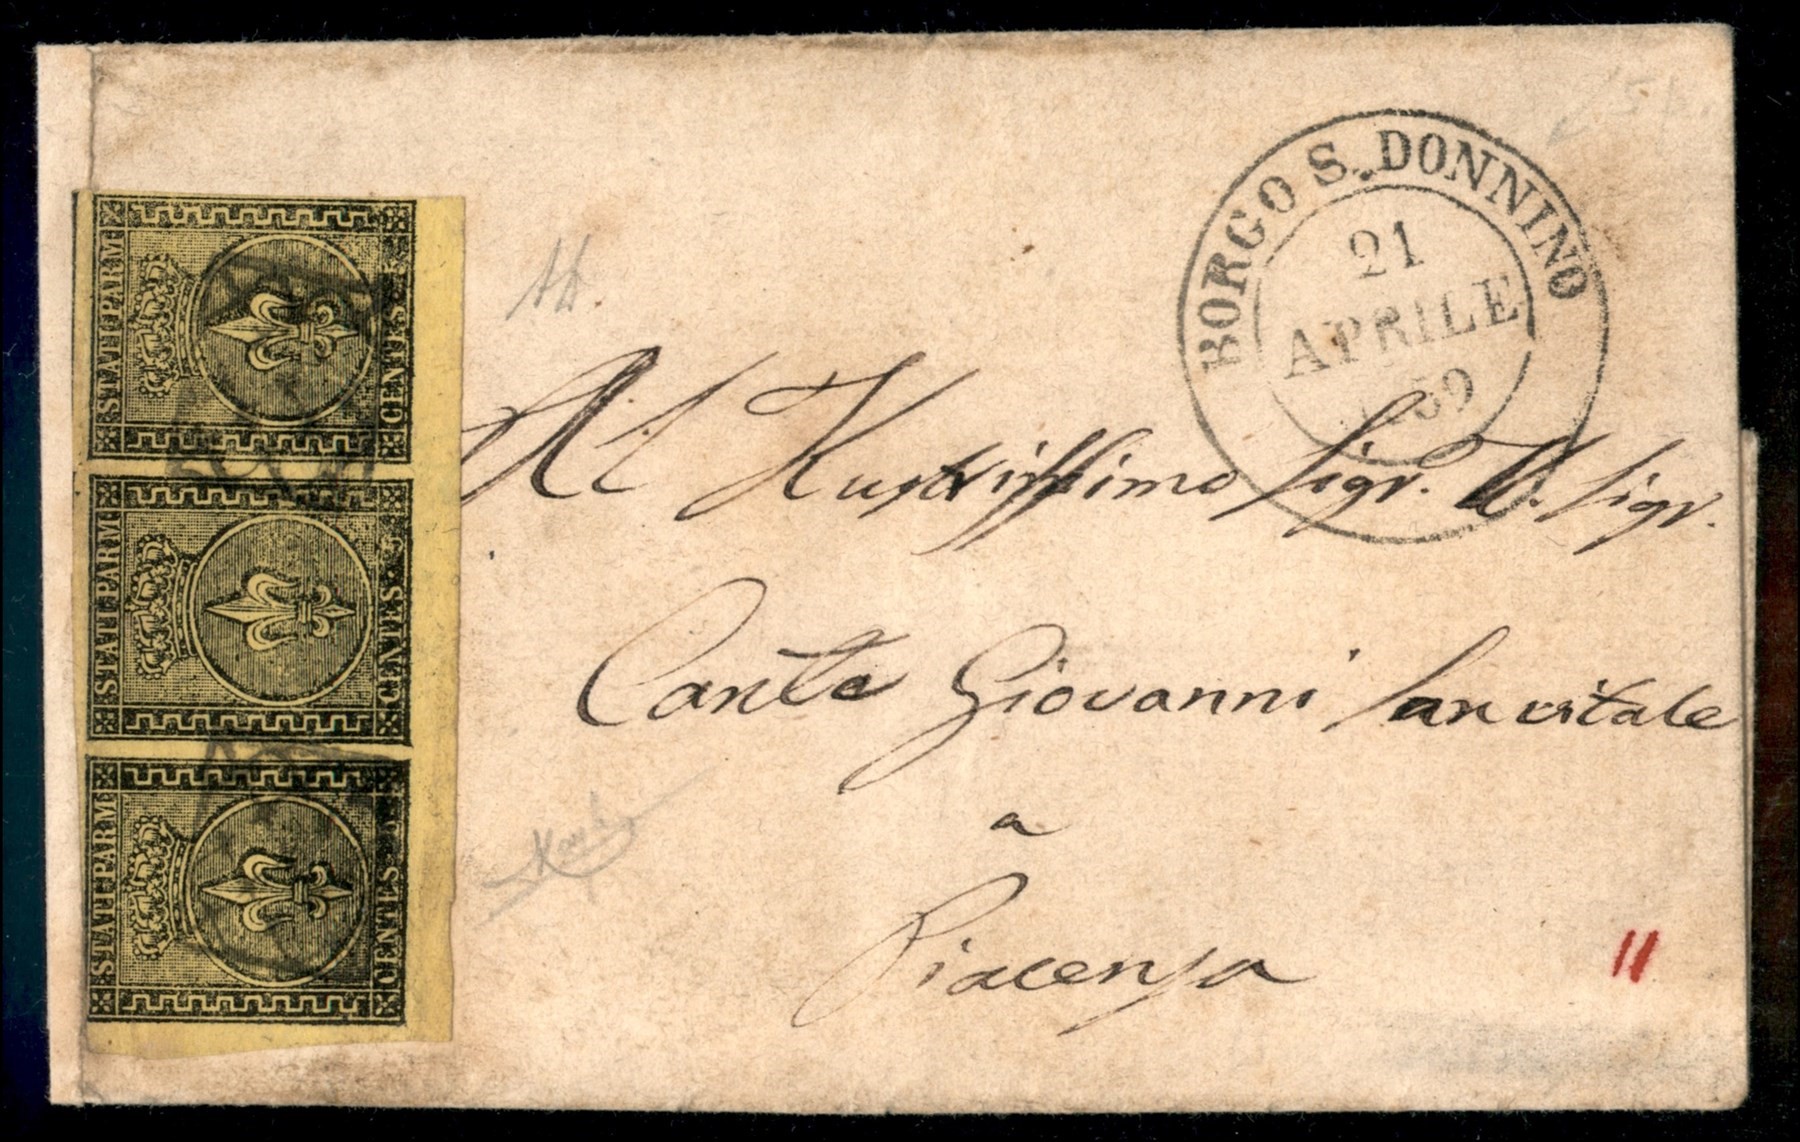 BORGO S. DONNINO
21
APRILE
59
Al Illustrissimo Sigr. Sigr.
Conte Giovanni Sanvitale
a
Piacenza
11
STATI PARM
CENTES. 5
STATI PARM
CENTES. 5
STATI PARM
CENTES. 5